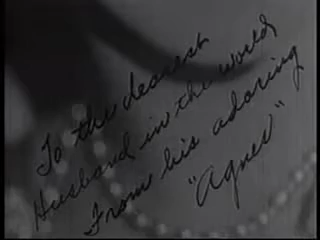 To the dearest
Husband in the world
From his adoring
"Agnes"